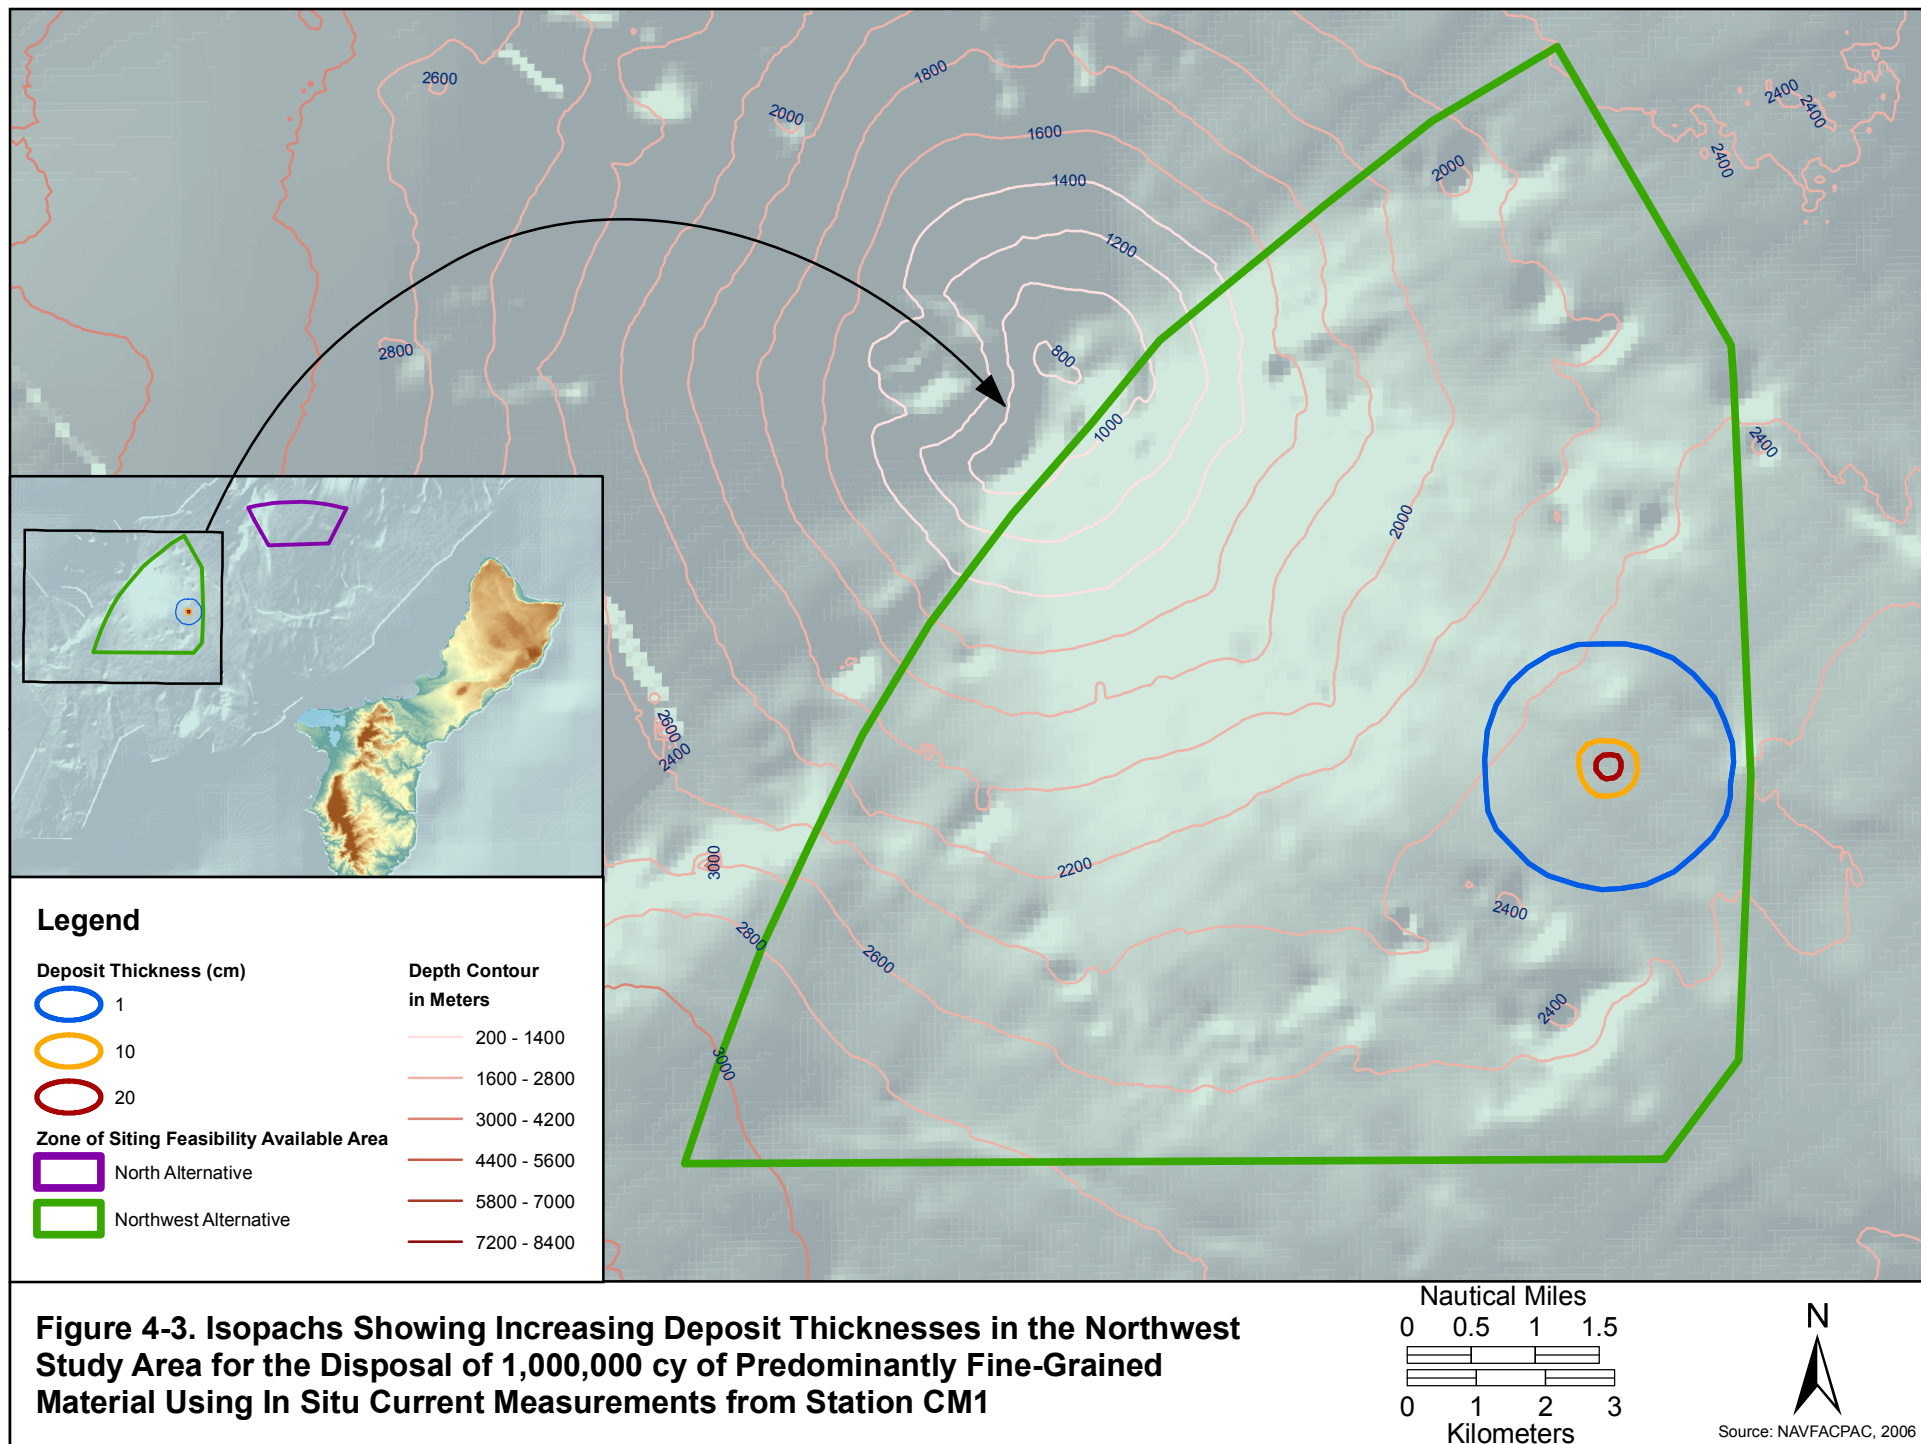 2600
1800
2000
1600
1400
1200
800
1000
2800
2000
2400
2400
2400
2400
2000
2600
2400
3000
2200
2800
2600
2400
2400
3000
Legend
Deposit Thickness (cm)
1
10
20
Zone of Siting Feasibility Available Area
North Alternative
Northwest Alternative
Depth Contour
in Meters
200 - 1400
1600 - 2800
3000 - 4200
4400 - 5600
5800 - 7000
7200 - 8400
Figure 4-3. Isopachs Showing Increasing Deposit Thicknesses in the Northwest
Study Area for the Disposal of 1,000,000 cy of Predominantly Fine-Grained
Material Using In Situ Current Measurements from Station CM1
Nautical Miles
0 0.5 1 1.5
0 1 2 3
Kilometers
N
Source: NAVFACPAC, 2006